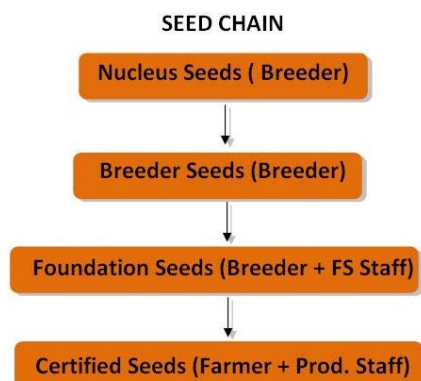 SEED CHAIN
Nucleus Seeds ( Breeder)
Breeder Seeds (Breeder)
Foundation Seeds (Breeder + FS Staff)
Certified Seeds (Farmer + Prod. Staff)